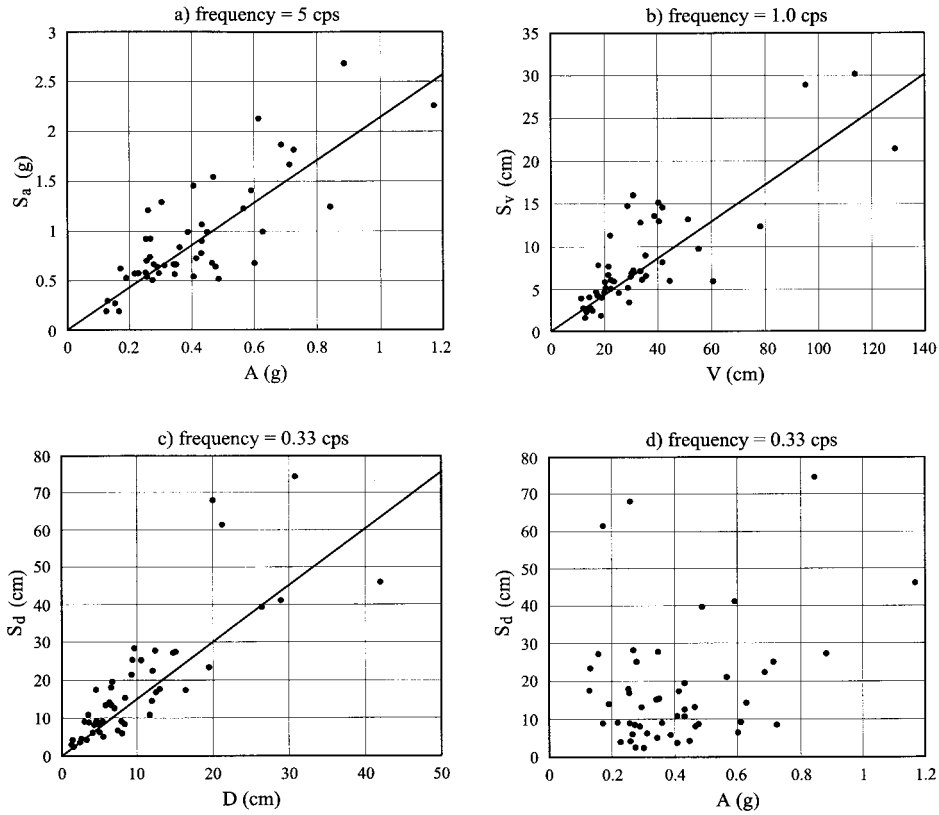 a) frequency = 5 cps
3
2.5
2
1.5
1
0.5
0
S_a (g)
0 0.2 0.4 0.6 0.8 1 1.2
A (g)
b) frequency = 1.0 cps
35
30
25
20
15
10
5
0
S_v (cm)
0 20 40 60 80 100 120 140
V (cm)
c) frequency = 0.33 cps
80
70
60
50
40
30
20
10
0
S_d (cm)
0 10 20 30 40 50
D (cm)
d) frequency = 0.33 cps
80
70
60
50
40
30
20
10
0
S_d (cm)
0 0.2 0.4 0.6 0.8 1 1.2
A (g)